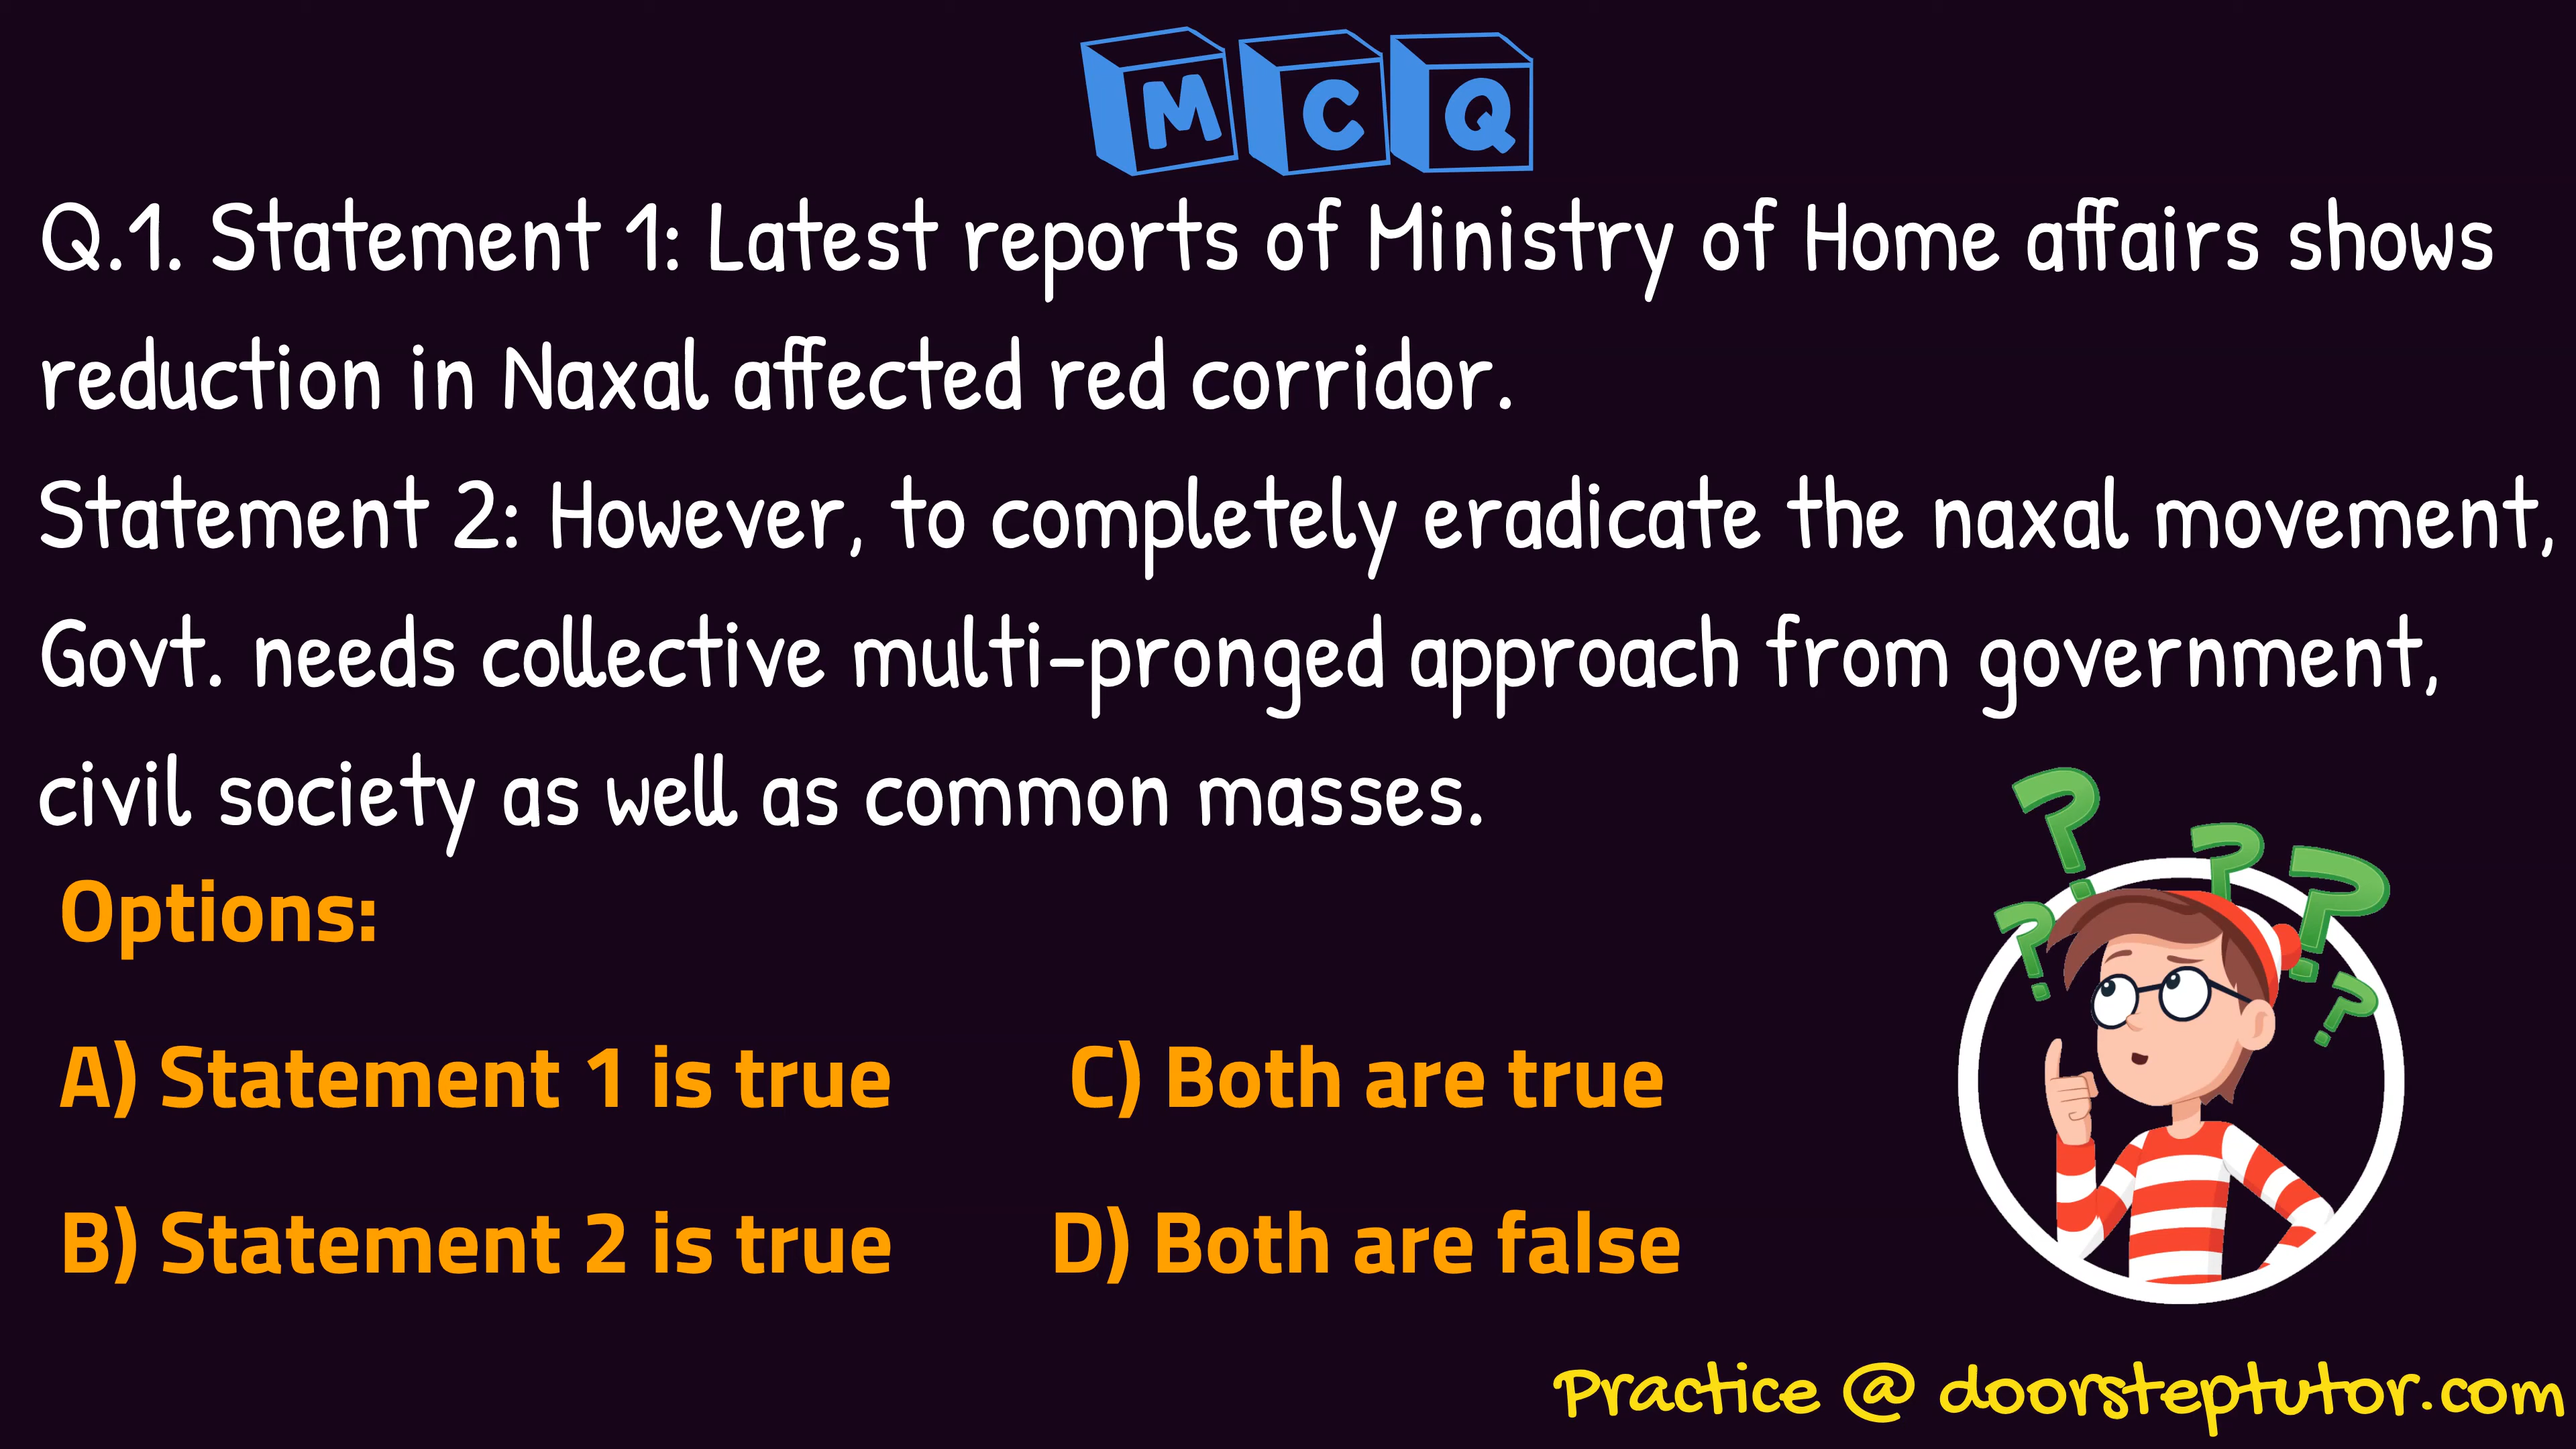 MCQ
Q.1. Statement 1: Latest reports of Ministry of Home affairs shows
reduction in Naxal affected red corridor.
Statement 2: However, to completely eradicate the naxal movement,
Govt. needs collective multi-pronged approach from government,
civil society as well as common masses.
Options:
A) Statement 1 is true
C) Both are true
B) Statement 2 is true
D) Both are false
Practice @ doorsteptutor.com